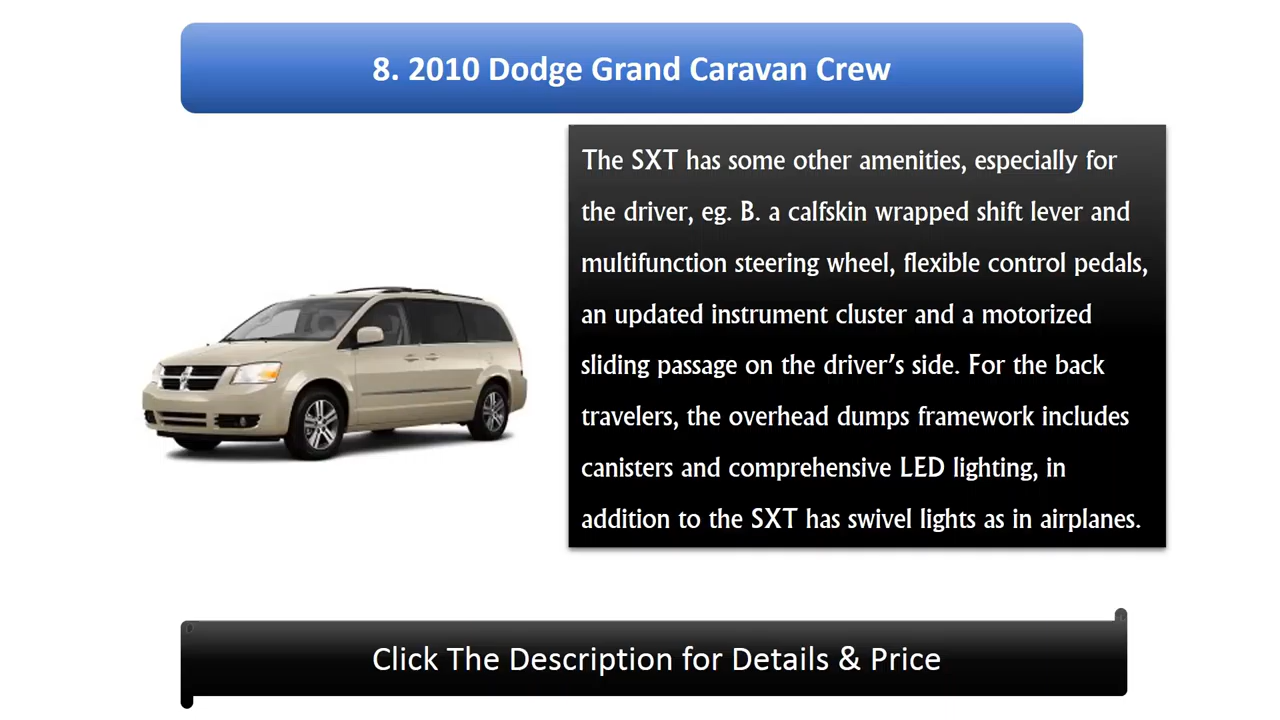 8. 2010 Dodge Grand Caravan Crew
The SXT has some other amenities, especially for
the driver, eg. B. a calfskin wrapped shift lever and
multifunction steering wheel, flexible control pedals,
an updated instrument cluster and a motorized
sliding passage on the driver’s side. For the back
travelers, the overhead dumps framework includes
canisters and comprehensive LED lighting, in
addition to the SXT has swivel lights as in airplanes.
Click The Description for Details & Price